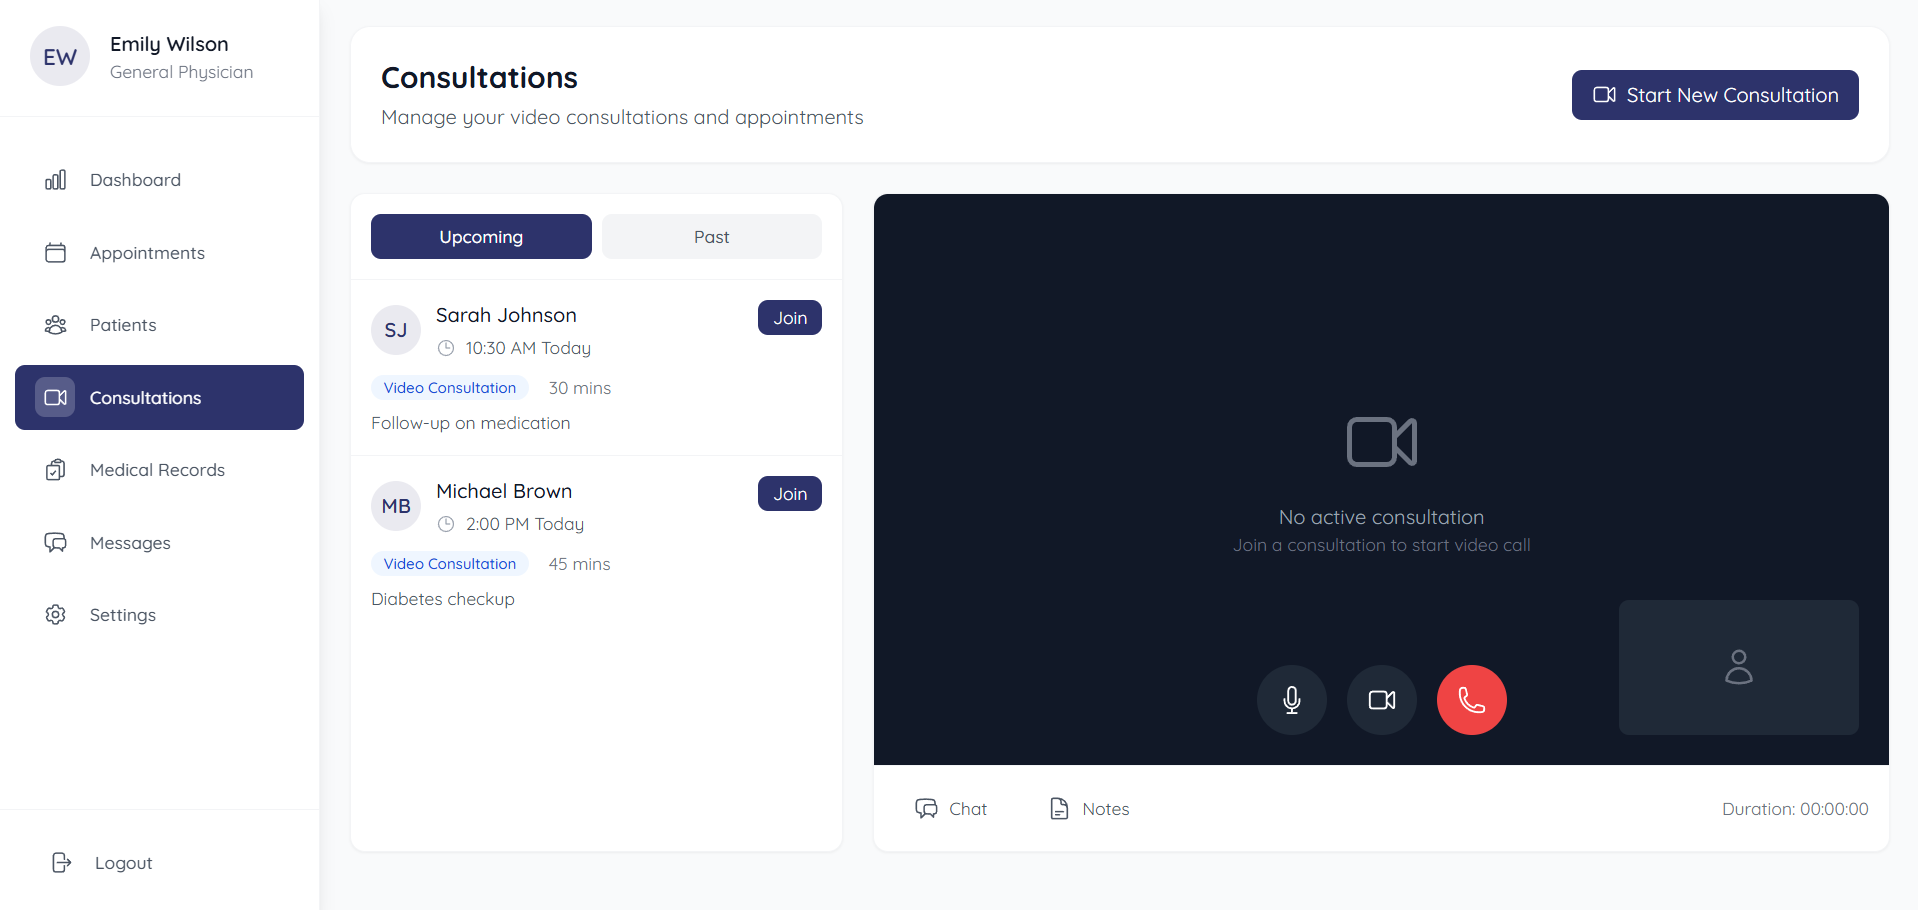 EW
Emily Wilson
General Physician
Dashboard
Appointments
Patients
Consultations
Medical Records
Messages
Settings
Logout
Consultations
Manage your video consultations and appointments
Start New Consultation
Upcoming
Past
SJ
Sarah Johnson
10:30 AM Today
Join
Video Consultation
30 mins
Follow-up on medication
MB
Michael Brown
2:00 PM Today
Join
Video Consultation
45 mins
Diabetes checkup
No active consultation
Join a consultation to start video call
Chat
Notes
Duration: 00:00:00